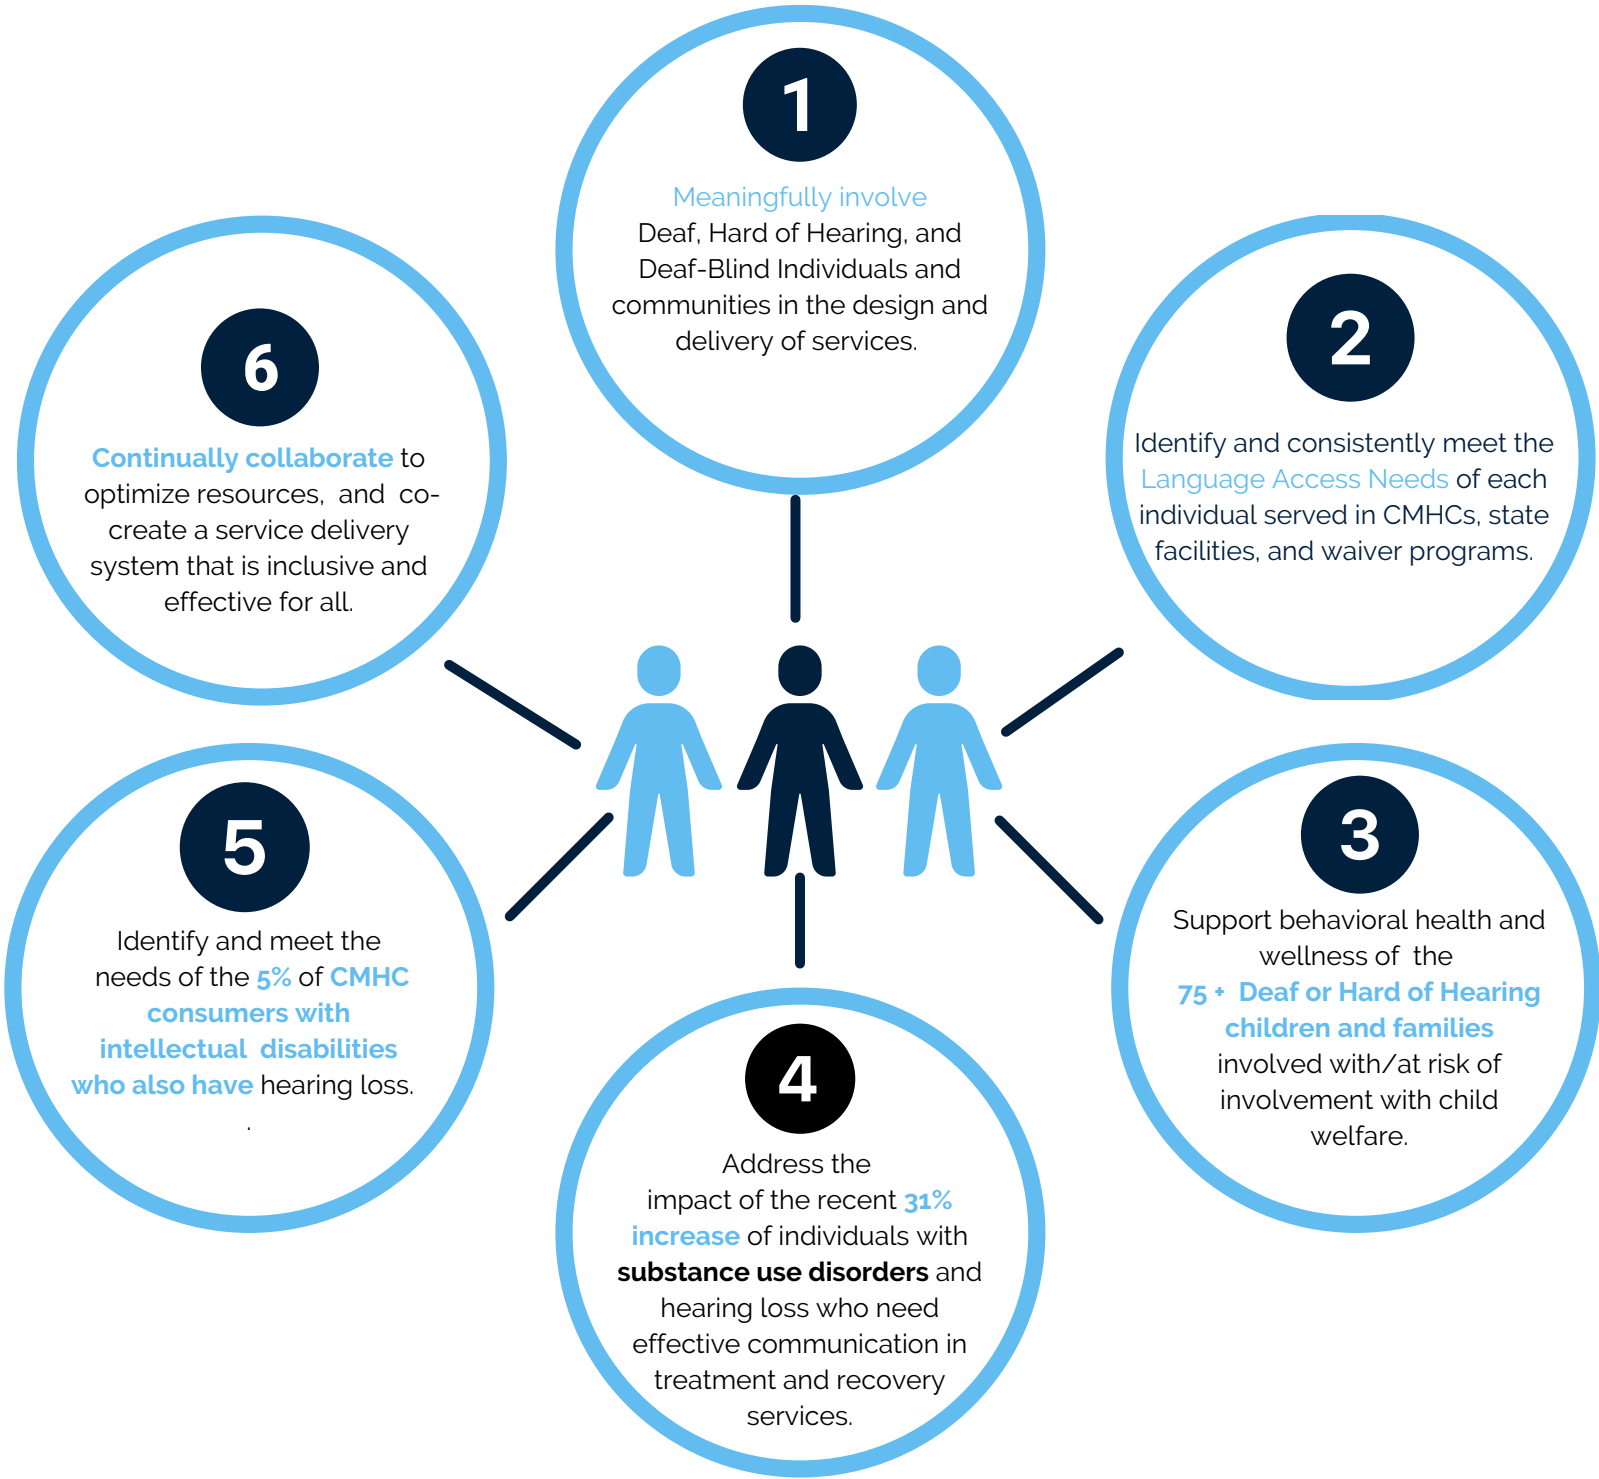 1
Meaningfully involve
Deaf, Hard of Hearing, and
Deaf-Blind Individuals and
communities in the design and
delivery of services.
2
Identify and consistently meet the
Language Access Needs of each
individual served in CMHCs, state
facilities, and waiver programs.
3
Support behavioral health and
wellness of the
75 + Deaf or Hard of Hearing
children and families
involved with/at risk of
involvement with child
welfare.
4
Address the
impact of the recent 31%
increase of individuals with
substance use disorders and
hearing loss who need
effective communication in
treatment and recovery
services.
5
Identify and meet the
needs of the 5% of CMHC
consumers with
intellectual disabilities
who also have hearing loss.
.
6
Continually collaborate to
optimize resources, and co-
create a service delivery
system that is inclusive and
effective for all.